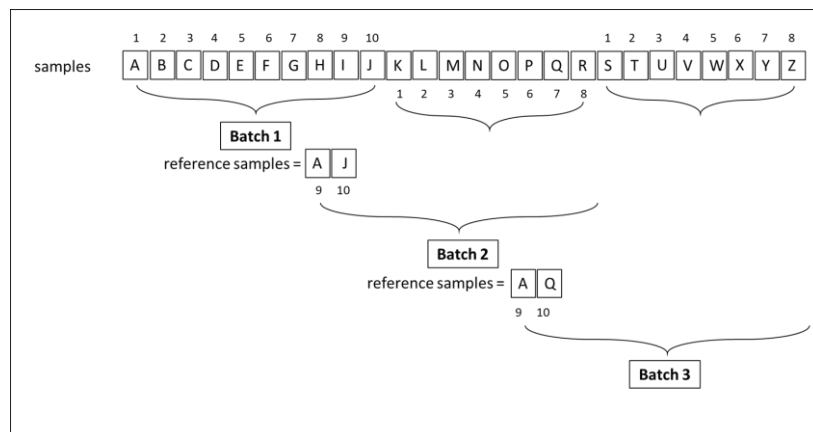 1 2 3 4 5 6 7 8 9 10 1 2 3 4 5 6 7 8
samples A B C D E F G H I J K L M N O P Q R S T U V W X Y Z
1 2 3 4 5 6 7 8
Batch 1
reference samples = A J
9 10
Batch 2
reference samples = A Q
9 10
Batch 3